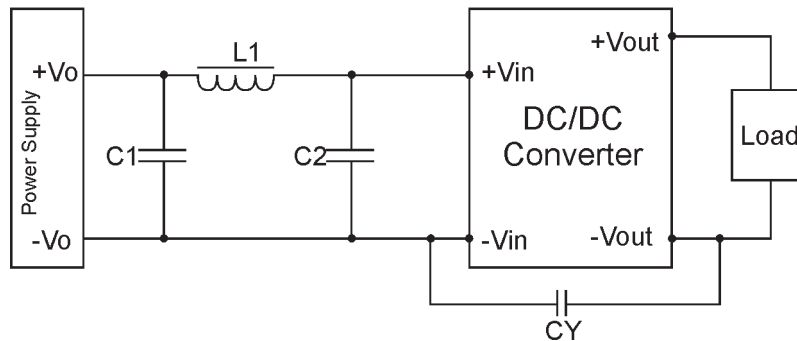 Power Supply
+Vo
-Vo
L1
C1
C2
+Vin
-Vin
DC/DC
Converter
+Vout
-Vout
Load
CY